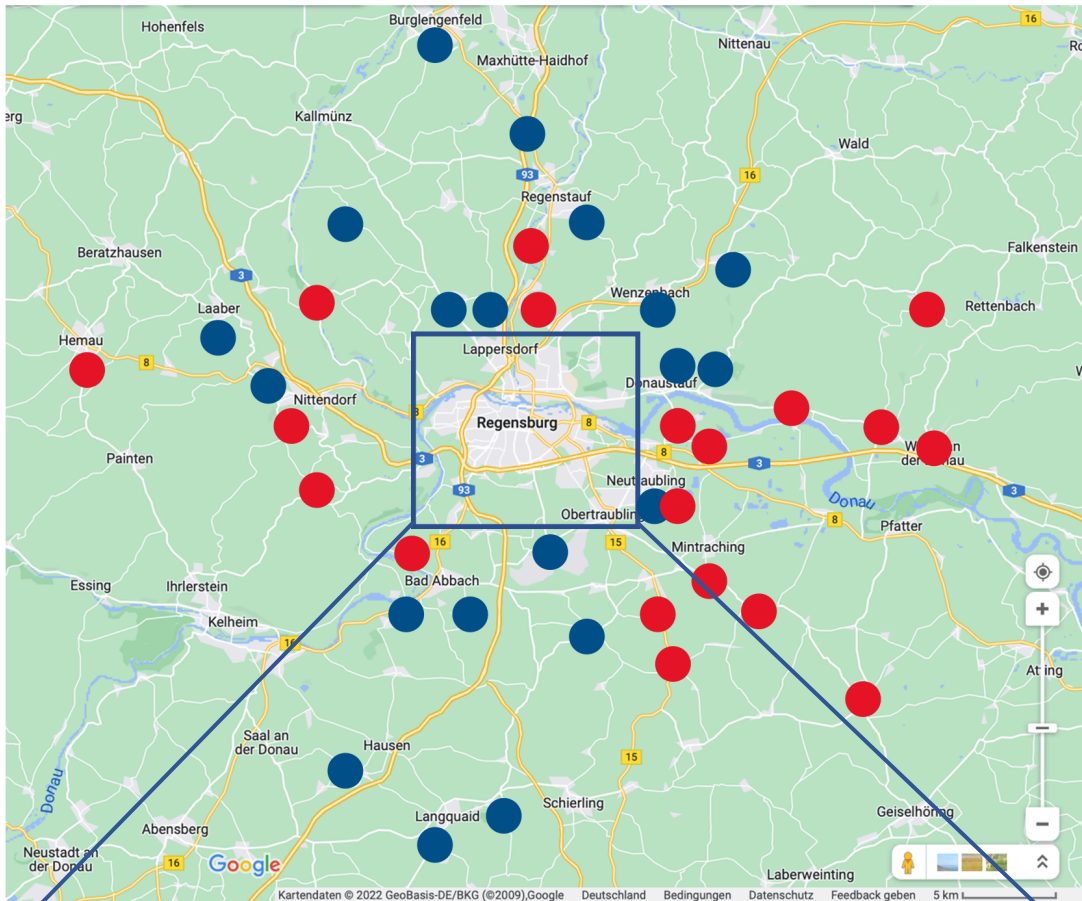 Burglengenfeld
16
Hohenfels
Nittenau
Maxhütte-Haidhof
Kallmünz
erg
Wald
93
16
Regenstauf
Beratzhausen
Falkenstein
3
Laaber
Wenzenbach
Rettenbach
Hemau
Lappersdorf
8
Nittendorf
Donaustauf
8
Regensburg
8
Painten
3
8
3
93
Neutraubling
3
Donau
Obertraubling
8
Pfatter
16
15
Mintraching
Essing
Ihrlerstein
Bad Abbach
Kelheim
16
Saal an
der Donau
Hausen
15
Donau
Schierling
Langquaid
Geiselhöring
Abensberg
Neustadt an
der Donau
16
Google
Laberweinting
Kartendaten © 2022 GeoBasis-DE/BKG (©2009),Google Deutschland Bedingungen Datenschutz Feedback geben 5 km